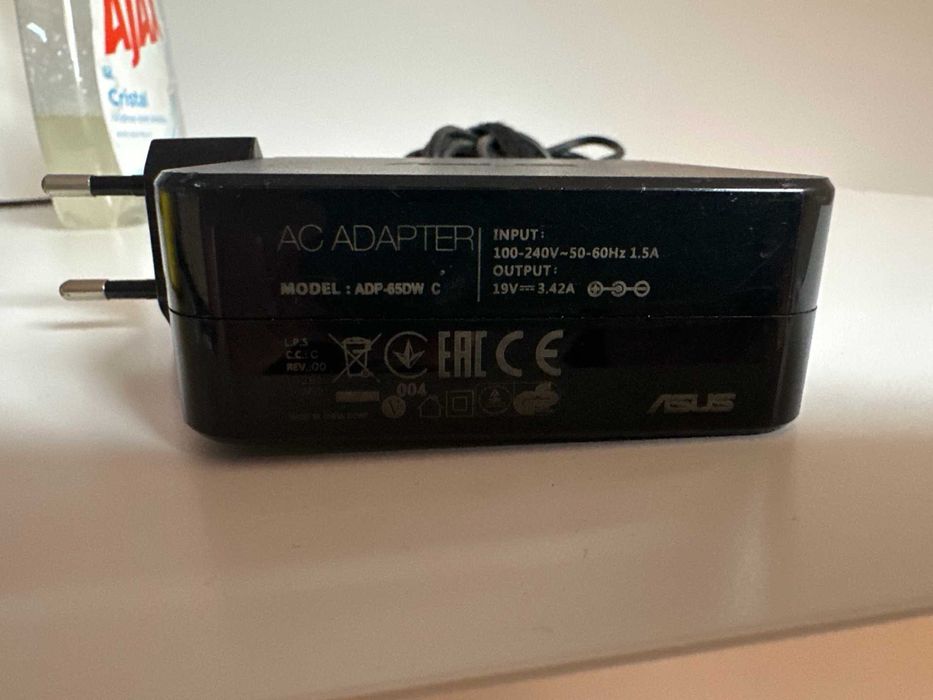 AJAX
Cristal
AC ADAPTER
MODEL : ADP-65DW C
INPUT:
100-240V~50-60Hz 1.5A
OUTPUT:
19V⎓3.42A
L.P.S
C.C.: C
REV.:00
EAC CE
004
V
ASUS